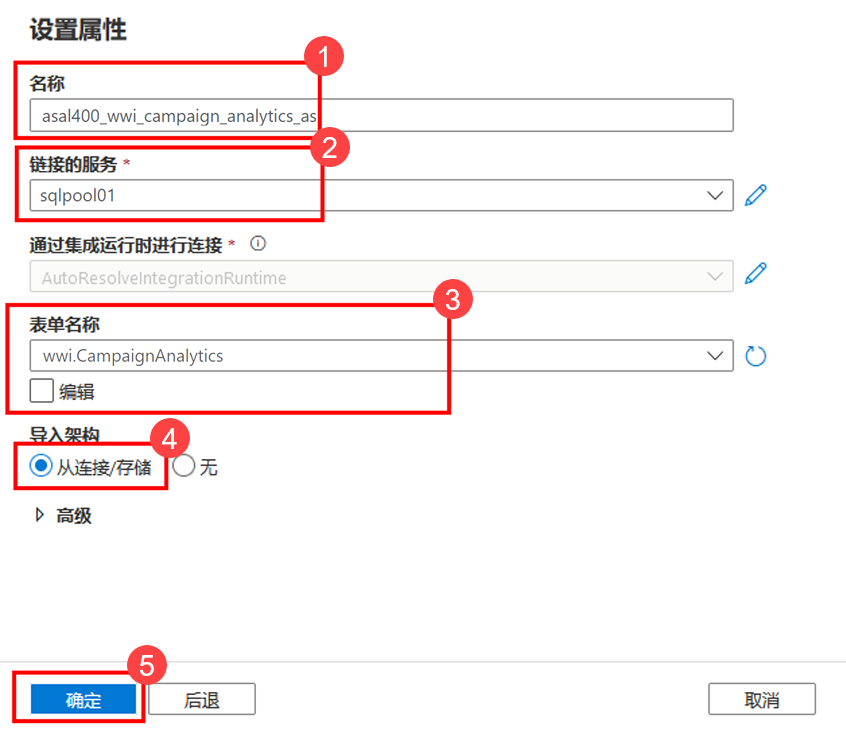 设置属性
1
名称
asal400_wwi_campaign_analytics_as
2
链接的服务 *
sqlpool01
通过集成运行时进行连接 *
AutoResolveIntegrationRuntime
3
表单名称
wwi.CampaignAnalytics
编辑
导入架构
4
从连接/存储 无
高级
5
确定 后退 取消